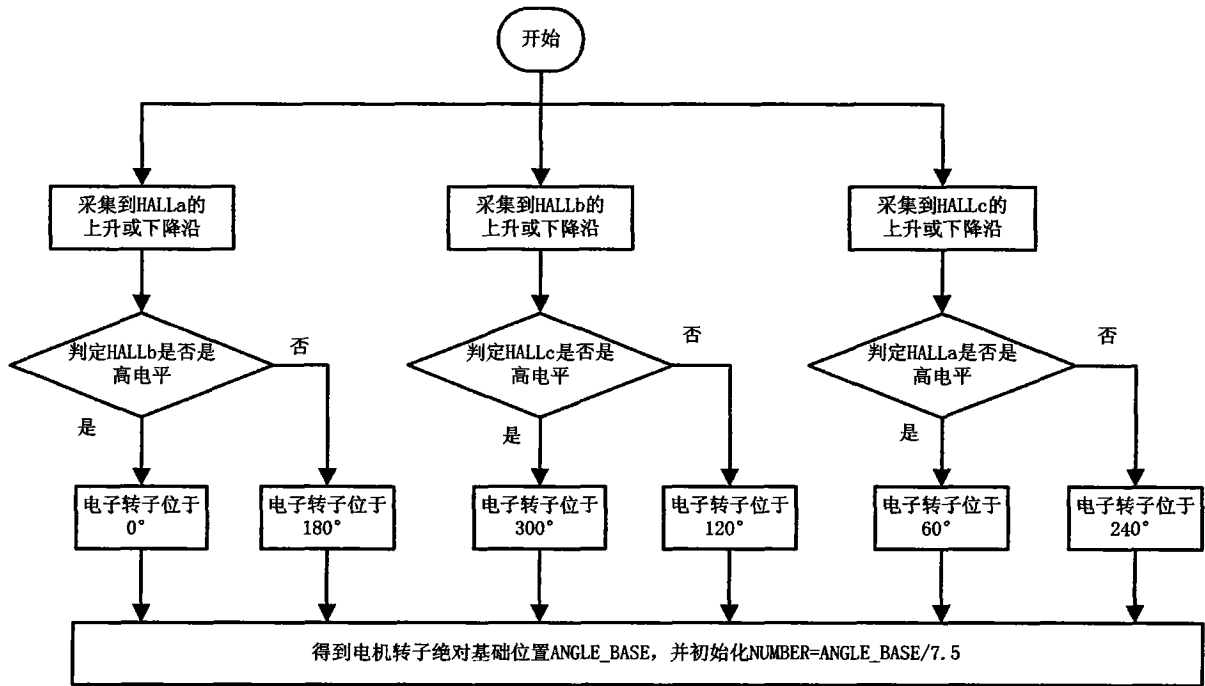 开始
采集到HALLa的
上升或下降沿
采集到HALLb的
上升或下降沿
采集到HALLc的
上升或下降沿
判定HALLb是否是
高电平
否
是
判定HALLc是否是
高电平
否
是
判定HALLa是否是
高电平
否
是
电子转子位于
0°
电子转子位于
180°
电子转子位于
300°
电子转子位于
120°
电子转子位于
60°
电子转子位于
240°
得到电机转子绝对基础位置ANGLE_BASE，并初始化NUMBER=ANGLE_BASE/7.5